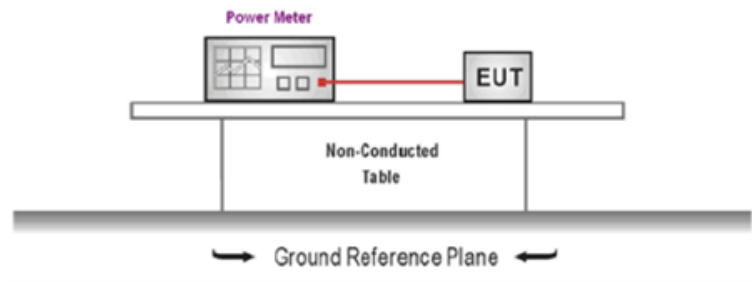 Power Meter
EUT
Non-Conducted
Table
Ground Reference Plane